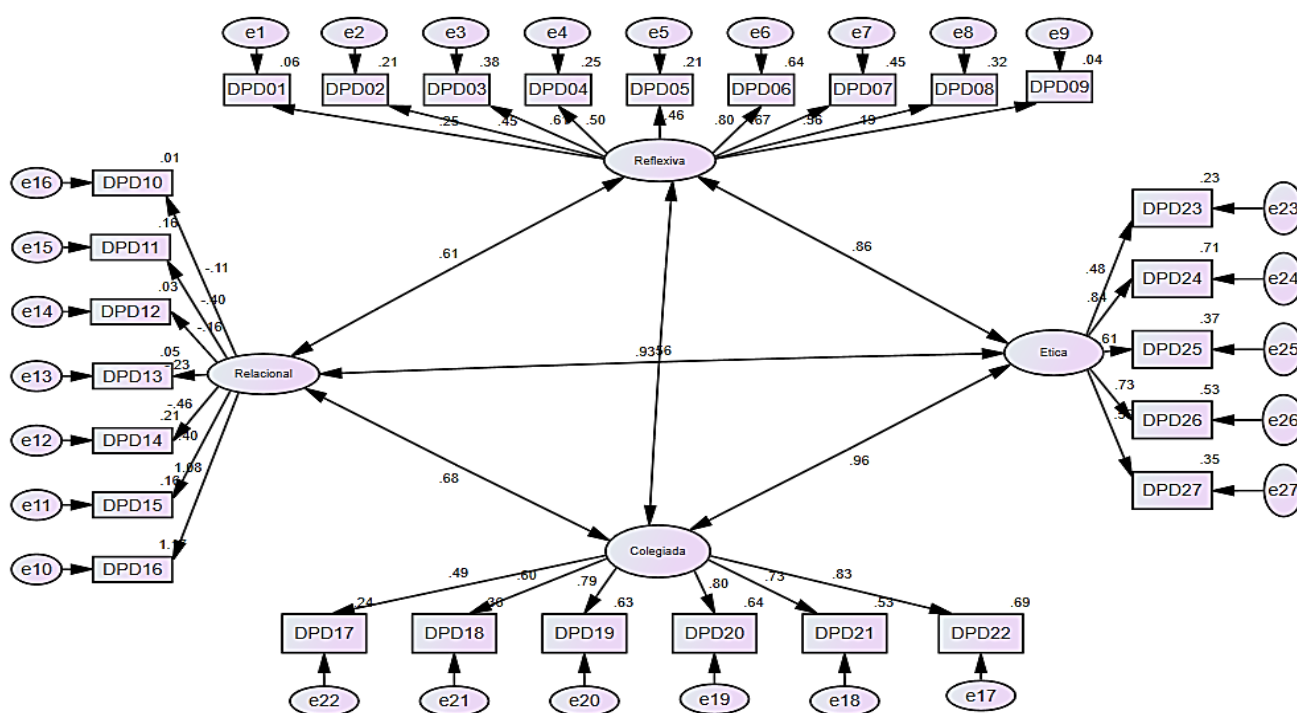 e1 e2 e3 e4 e5 e6 e7 e8 e9
.06 .21 .38 .25 .21 .64 .45 .32 .04
DPD01 DPD02 DPD03 DPD04 DPD05 DPD06 DPD07 DPD08 DPD09
.25 .45 .50 .46 .80 .19
Reflexiva
.01
e16 DPD10
.16
e15 DPD11
.03
e14 DPD12
.05
e13 DPD13
e12 DPD14
.21
e11 DPD15
.16
e10 DPD16
-.11
-.40
-.16
-.23
-.46
1.08
Relacional
.61
.86
.93
.68
.96
.23
DPD23 e23
.71
DPD24 e24
.37
DPD25 e25
.53
DPD26 e26
.35
DPD27 e27
.48
.84
.73
Etica
Colegiada
.49 .60 .79 .80 .73 .83
.24 .63 .64 .53 .69
DPD17 DPD18 DPD19 DPD20 DPD21 DPD22
e22 e21 e20 e19 e18 e17